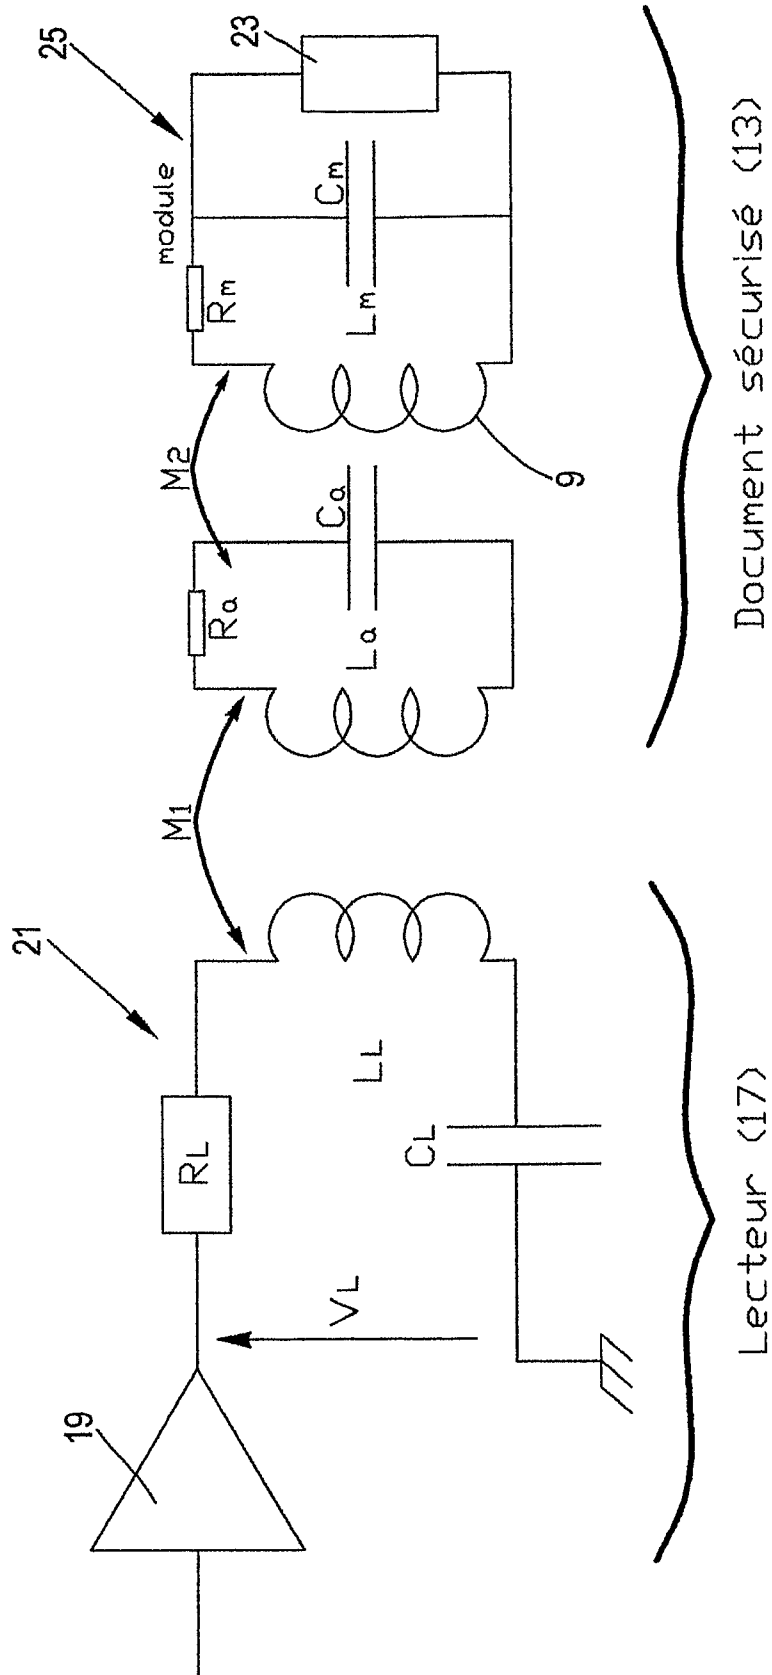 19
VL
RL
21
CL
LL
M1
La
Ra
Ca
M2
9
Rm
Lm
Cm
module
25
23
Lecteur (17)
Document sécurisé (13)